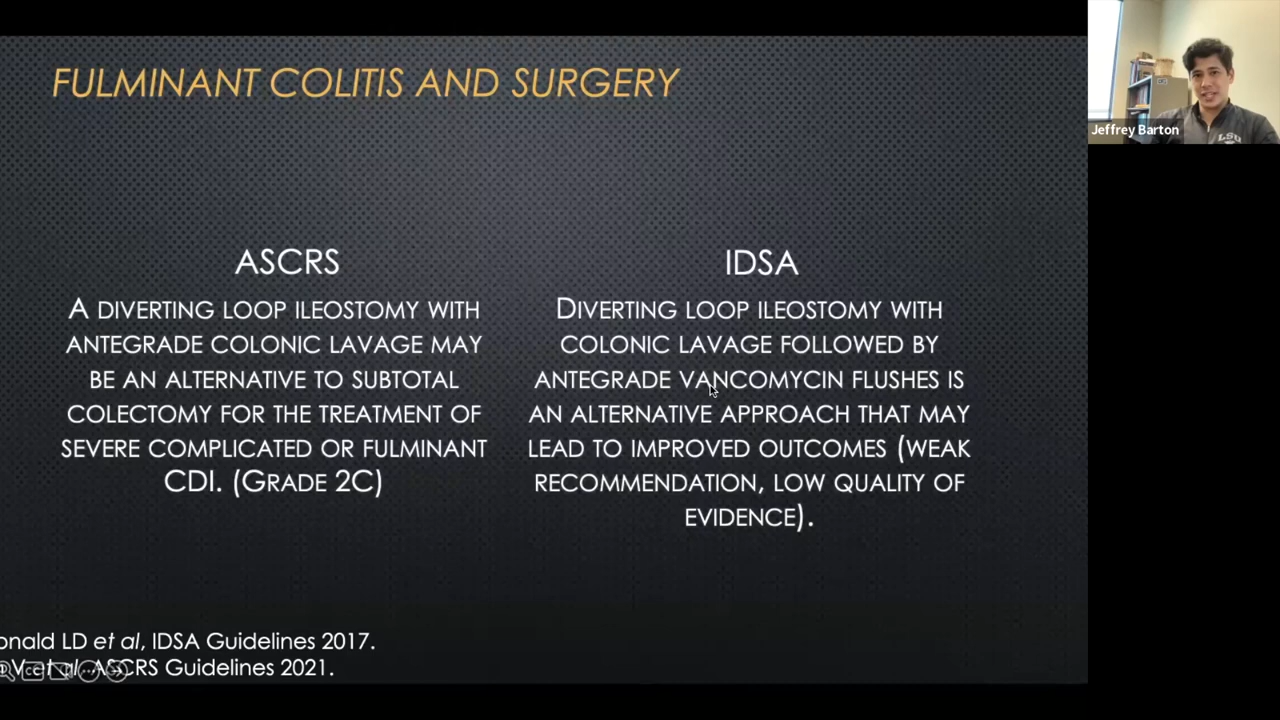 FULMINANT COLITIS AND SURGERY
Jeffrey Barton
LSU
ASCRS
A DIVERTING LOOP ILEOSTOMY WITH
ANTEGRADE COLONIC LAVAGE MAY
BE AN ALTERNATIVE TO SUBTOTAL
COLECTOMY FOR THE TREATMENT OF
SEVERE COMPLICATED OR FULMINANT
CDI. (GRADE 2C)
IDSA
DIVERTING LOOP ILEOSTOMY WITH
COLONIC LAVAGE FOLLOWED BY
ANTEGRADE VANCOMYCIN FLUSHES IS
AN ALTERNATIVE APPROACH THAT MAY
LEAD TO IMPROVED OUTCOMES (WEAK
RECOMMENDATION, LOW QUALITY OF
EVIDENCE).
onald LD et al, IDSA Guidelines 2017.
V et al, ASCRS Guidelines 2021.